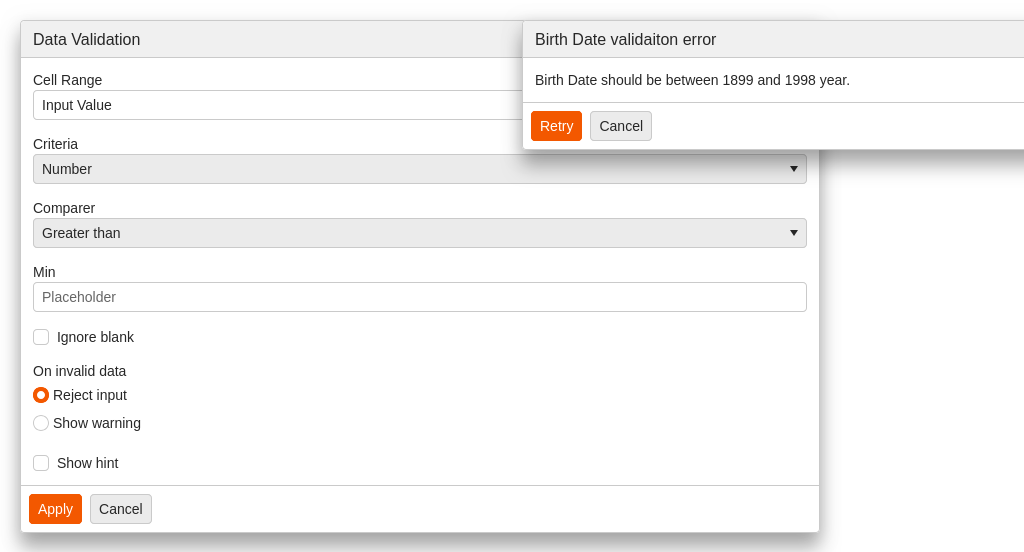 Data Validation
Cell Range
Input Value
Criteria
Number
Comparer
Greater than
Min
Placeholder
Ignore blank
On invalid data
Reject input
Show warning
Show hint
Apply
Cancel
Birth Date validaiton error
Birth Date should be between 1899 and 1998 year.
Retry
Cancel